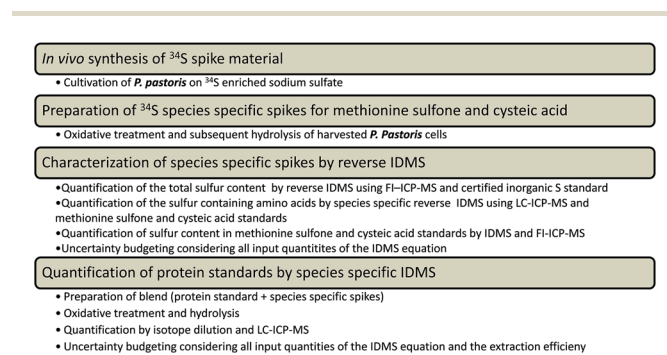 In vivo synthesis of ³⁴S spike material
• Cultivation of P. pastoris on ³⁴S enriched sodium sulfate
Preparation of ³⁴S species specific spikes for methionine sulfone and cysteic acid
• Oxidative treatment and subsequent hydrolysis of harvested P. Pastoris cells
Characterization of species specific spikes by reverse IDMS
•Quantification of the total sulfur content by reverse IDMS using FI–ICP-MS and certified inorganic S standard
•Quantification of the sulfur containing amino acids by species specific reverse IDMS using LC-ICP-MS and
methionine sulfone and cysteic acid standards
•Quantification of sulfur content in methionine sulfone and cysteic acid standards by IDMS and FI-ICP-MS
•Uncertainty budgeting considering all input quantitites of the IDMS equation
Quantification of protein standards by species specific IDMS
• Preparation of blend (protein standard + species specific spikes)
• Oxidative treatment and hydrolysis
• Quantification by isotope dilution and LC-ICP-MS
• Uncertainty budgeting considering all input quantities of the IDMS equation and the extraction efficieny